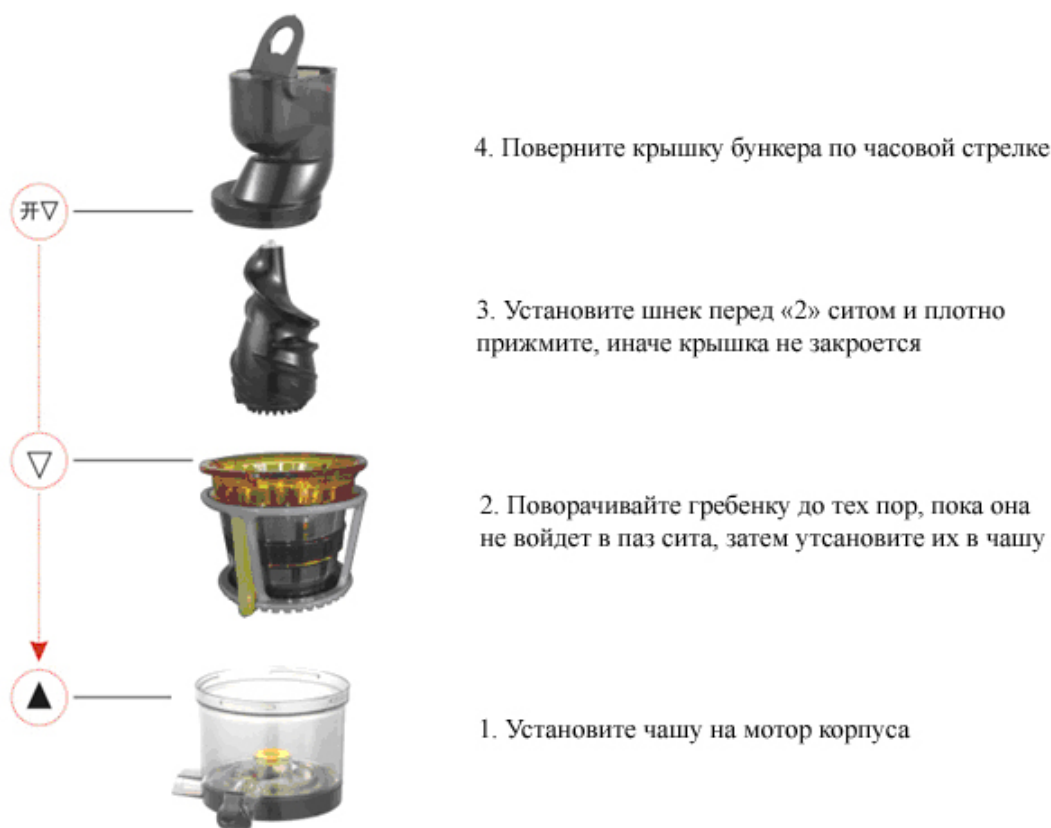 4. Поверните крышку бункера по часовой стрелке
开▽
3. Установите шнек перед «2» ситом и плотно
прижмите, иначе крышка не закроется
▽
2. Поворачивайте гребенку до тех пор, пока она
не войдет в паз сита, затем утсановите их в чашу
▲
1. Установите чашу на мотор корпуса